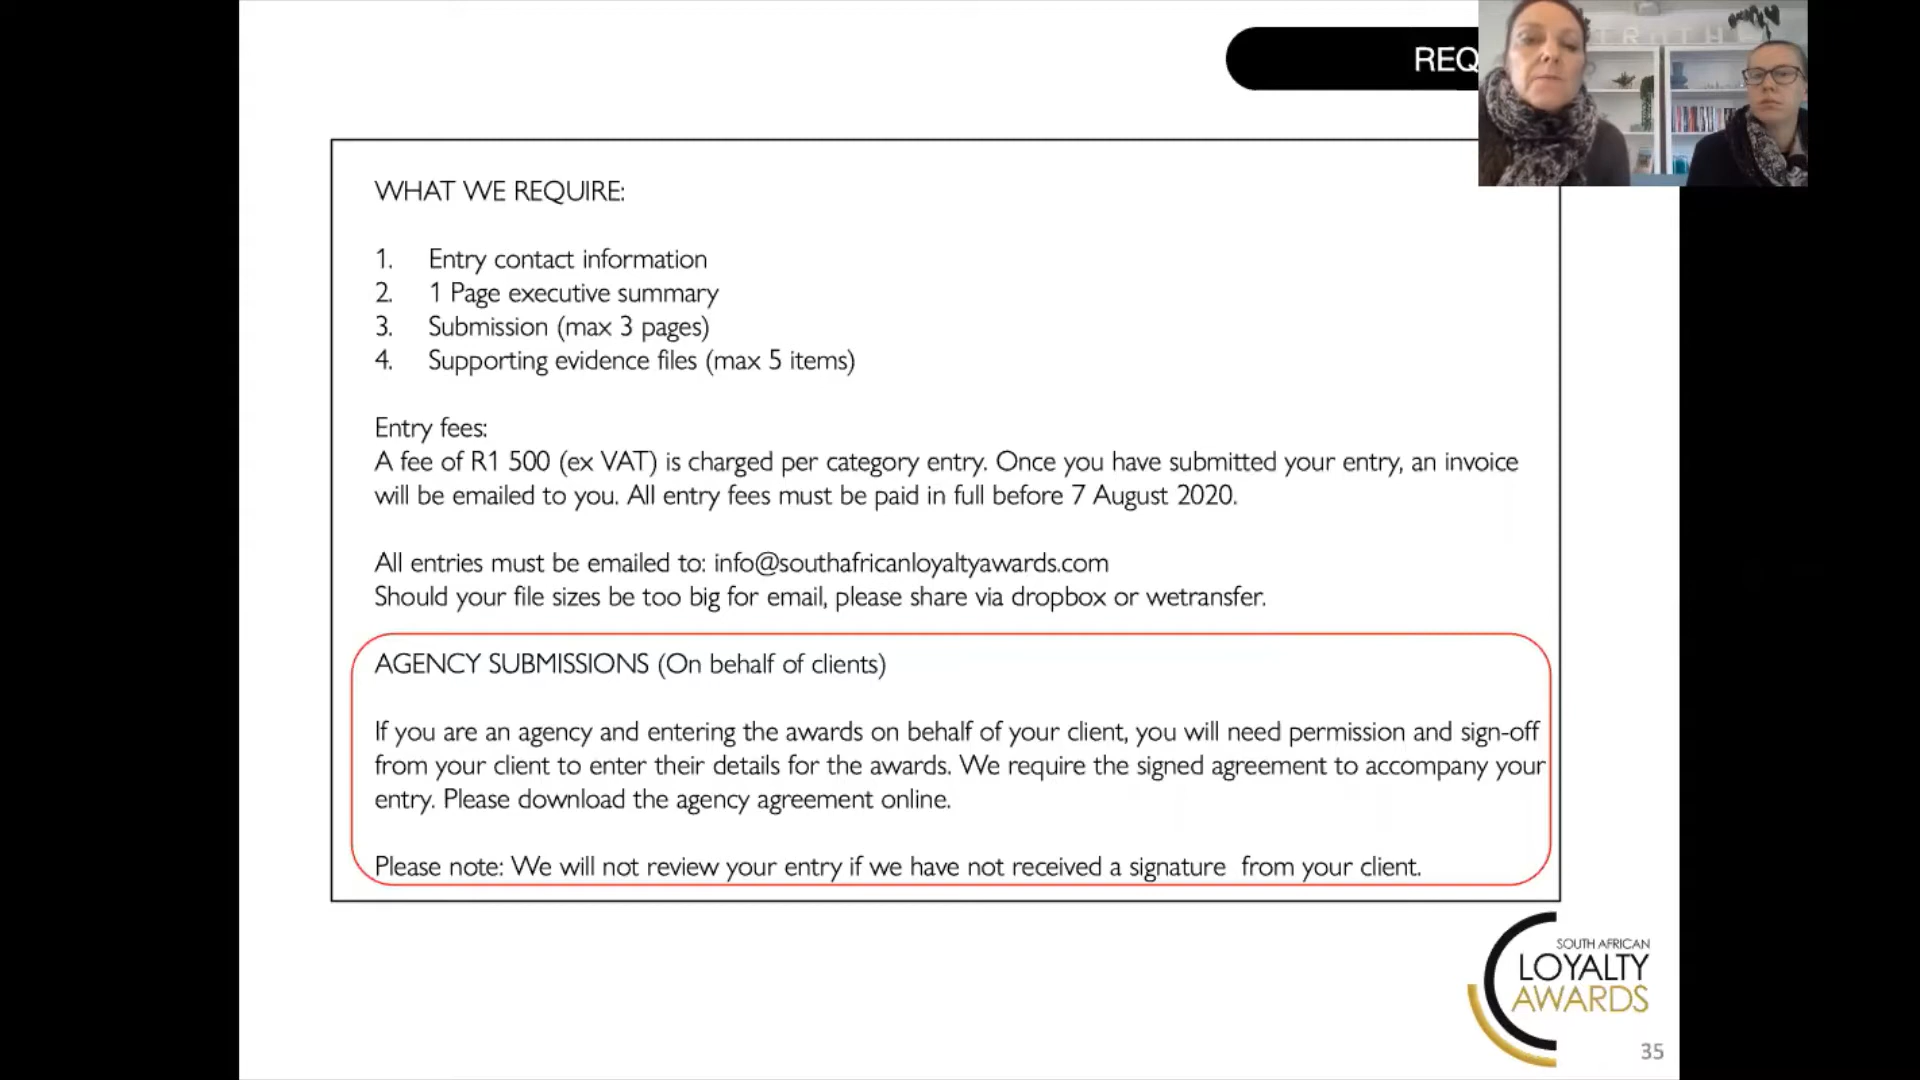 REQ
TRUTH
WHAT WE REQUIRE:
1. Entry contact information
2. 1 Page executive summary
3. Submission (max 3 pages)
4. Supporting evidence files (max 5 items)
Entry fees:
A fee of R1 500 (ex VAT) is charged per category entry. Once you have submitted your entry, an invoice
will be emailed to you. All entry fees must be paid in full before 7 August 2020.
All entries must be emailed to: info@southafricanloyaltyawards.com
Should your file sizes be too big for email, please share via dropbox or wetransfer.
AGENCY SUBMISSIONS (On behalf of clients)
If you are an agency and entering the awards on behalf of your client, you will need permission and sign-off
from your client to enter their details for the awards. We require the signed agreement to accompany your
entry. Please download the agency agreement online.
Please note: We will not review your entry if we have not received a signature  from your client.
SOUTH AFRICAN
LOYALTY
AWARDS
35